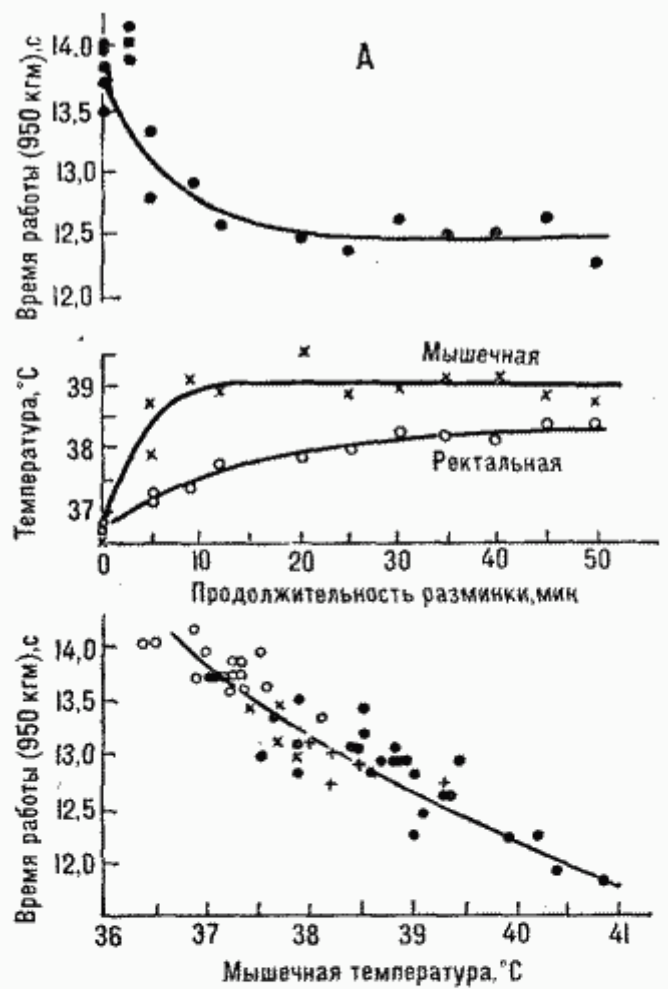 Время работы (950 кгм), с
14,0
13,5
13,0
12,5
12,0
А
Температура, °С
39
38
37
Мышечная
Ректальная
0 10 20 30 40 50
Продолжительность разминки, мин
Время работы (950 кгм), с
14,0
13,5
13,0
12,5
12,0
36 37 38 39 40 41
Мышечная температура, °С